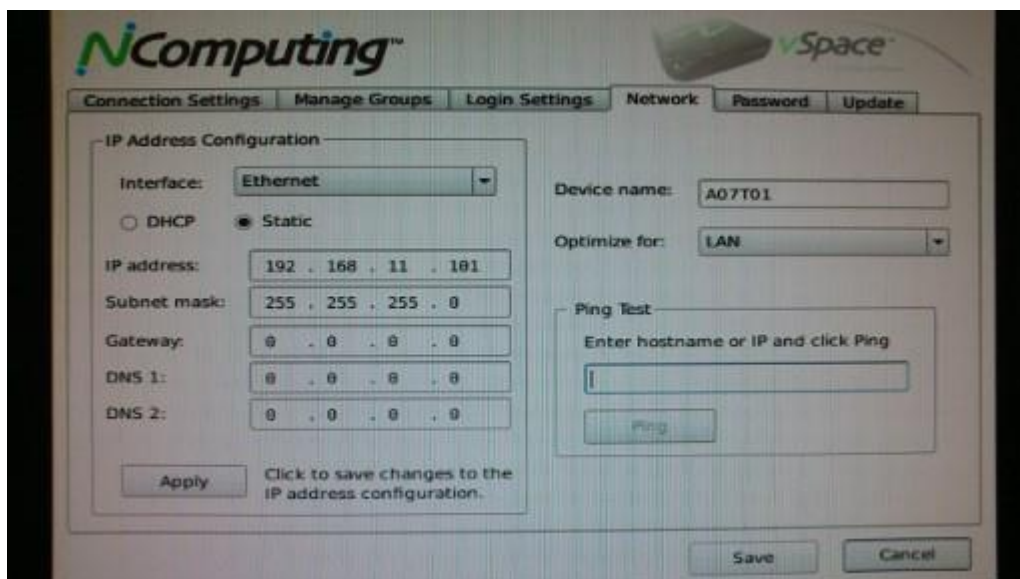 NComputing™
vSpace
Connection Settings Manage Groups Login Settings Network Password Update
IP Address Configuration
Interface: Ethernet
DHCP Static
IP address: 192 . 168 . 11 . 101
Subnet mask: 255 . 255 . 255 . 0
Gateway: 0 . 0 . 0 . 0
DNS 1: 0 . 0 . 0 . 0
DNS 2: 0 . 0 . 0 . 0
Apply
Click to save changes to the
IP address configuration.
Device name: A07T01
Optimize for: LAN
Ping Test
Enter hostname or IP and click Ping
Ping
Save Cancel